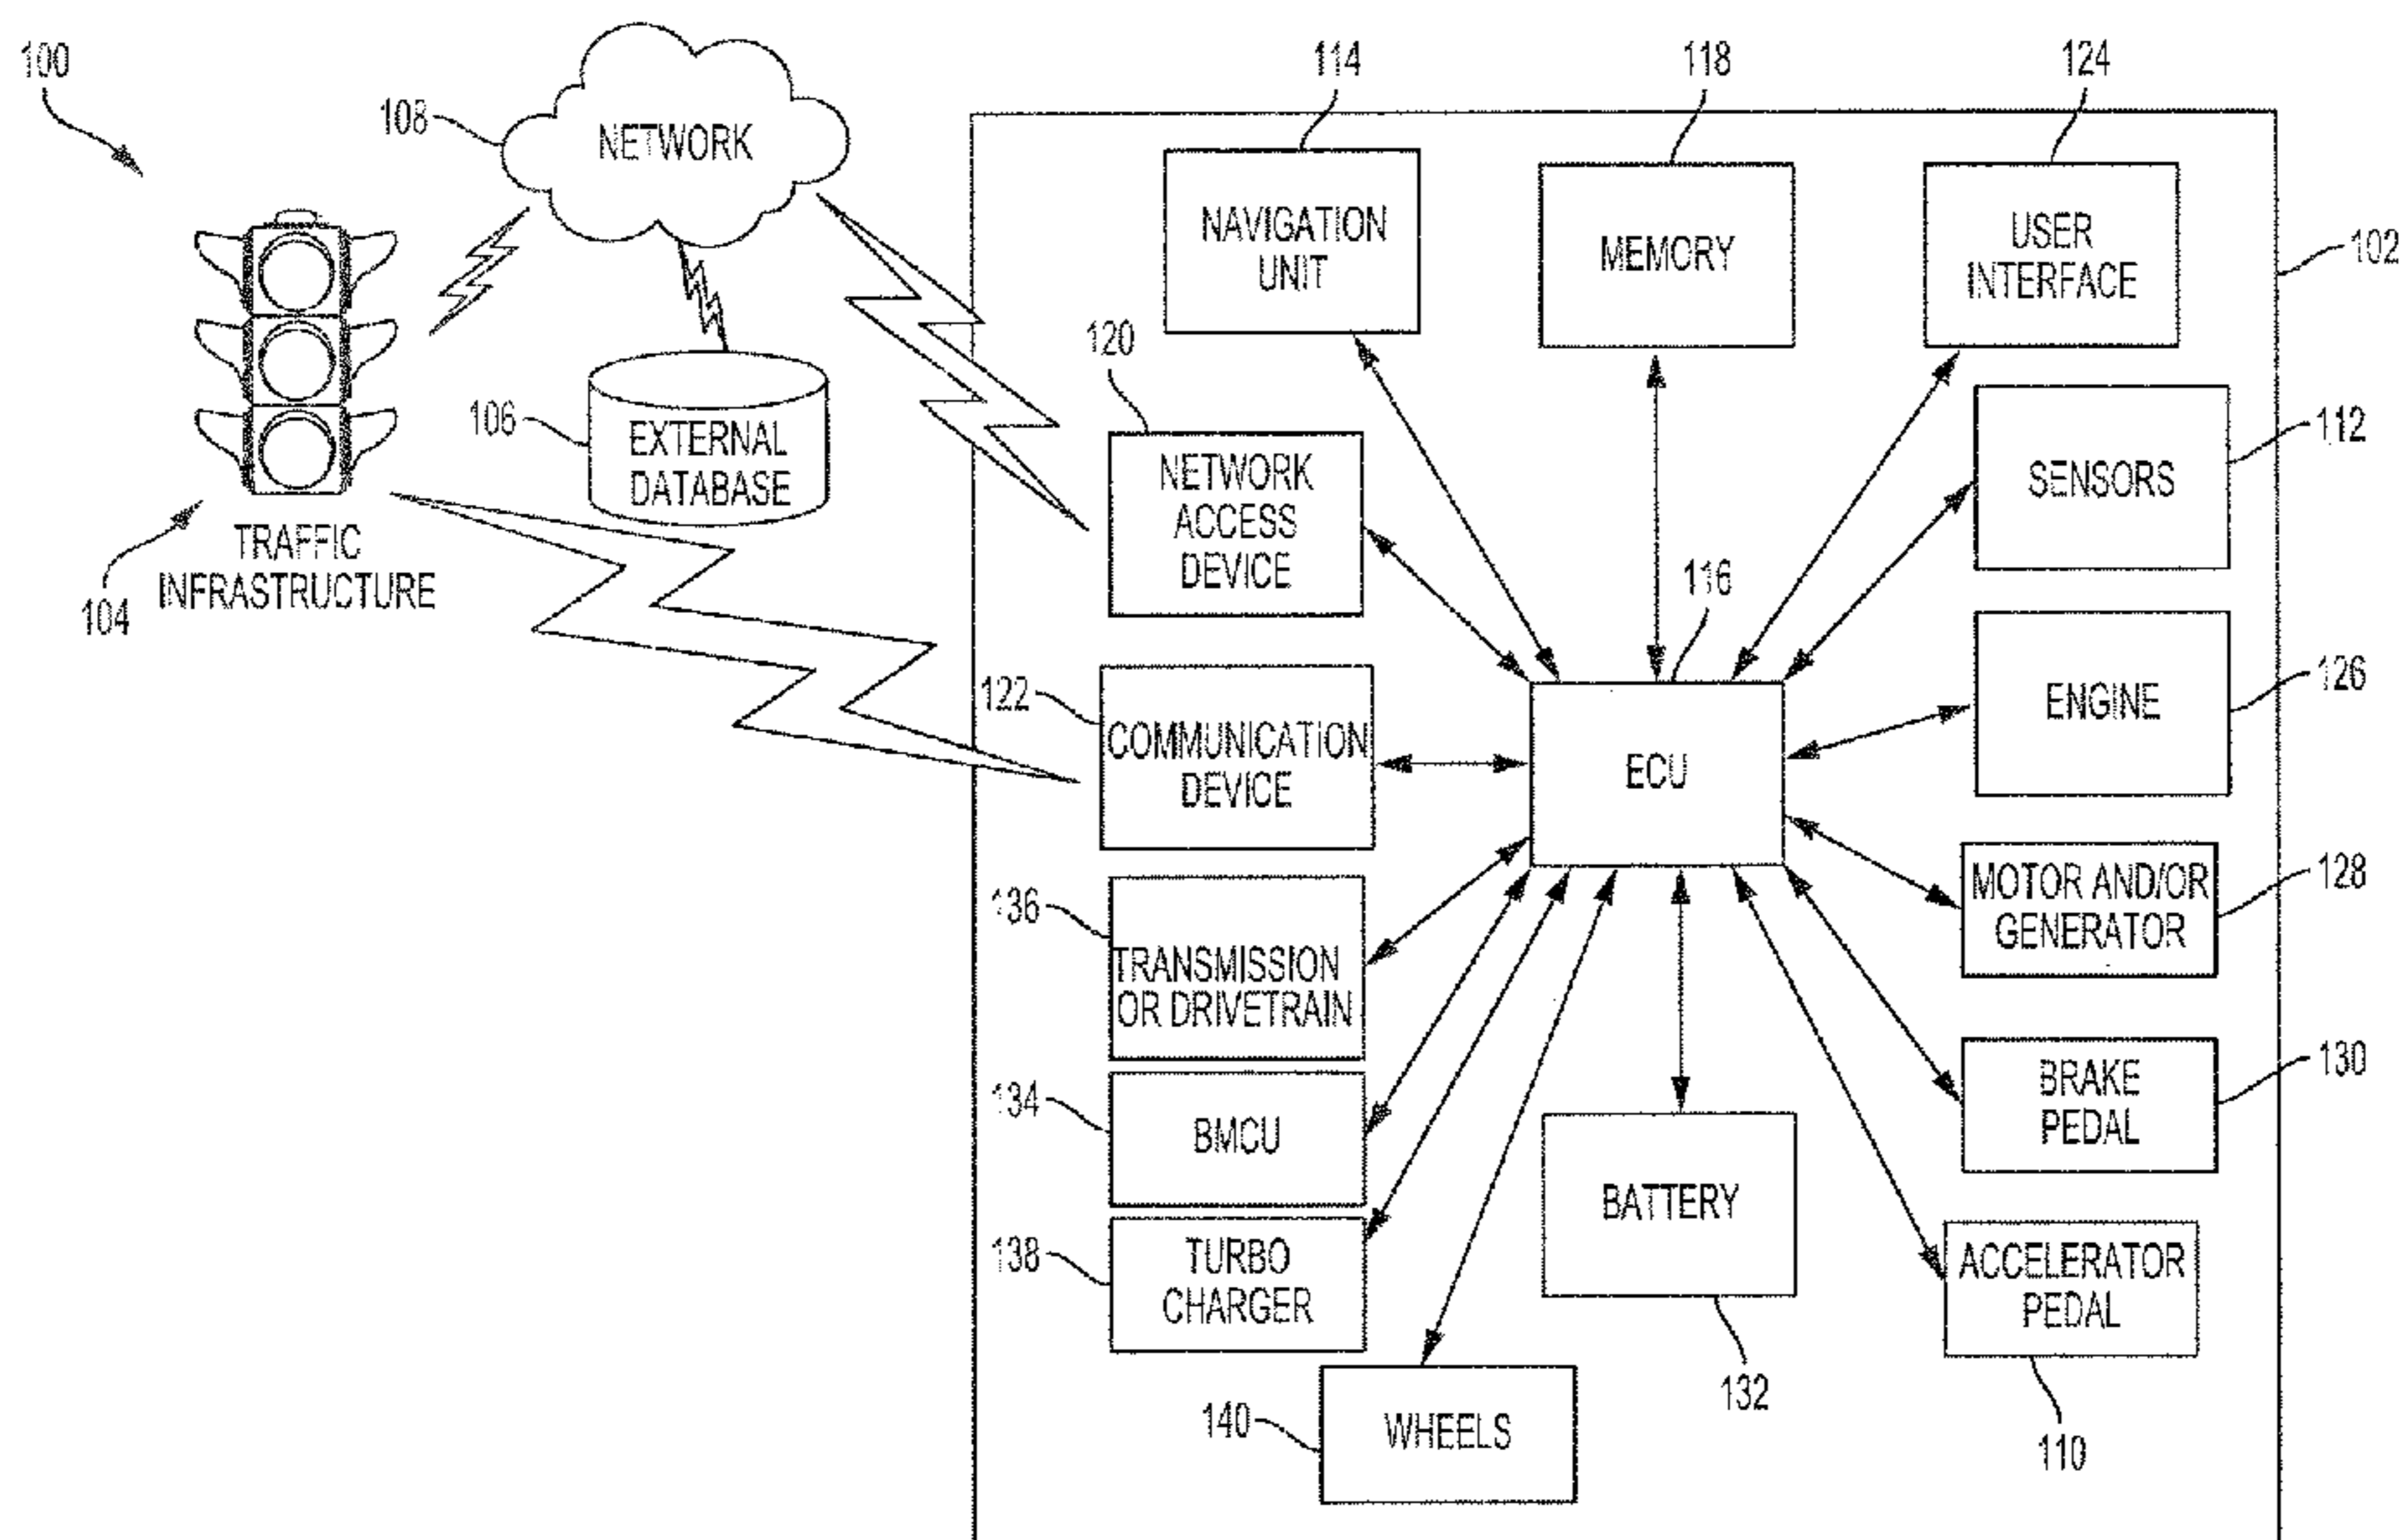 100
108
NETWORK
114
118
124
NAVIGATION
UNIT
MEMORY
USER
INTERFACE
102
120
106
EXTERNAL
DATABASE
NETWORK
ACCESS
DEVICE
112
SENSORS
TRAFFIC
INFRASTRUCTURE
104
116
122
COMMUNICATION
DEVICE
ECU
ENGINE
126
136
TRANSMISSION
OR DRIVETRAIN
MOTOR AND/OR
GENERATOR
128
134
BMCU
BRAKE
PEDAL
130
BATTERY
132
138
TURBO
CHARGER
ACCELERATOR
PEDAL
110
140
WHEELS